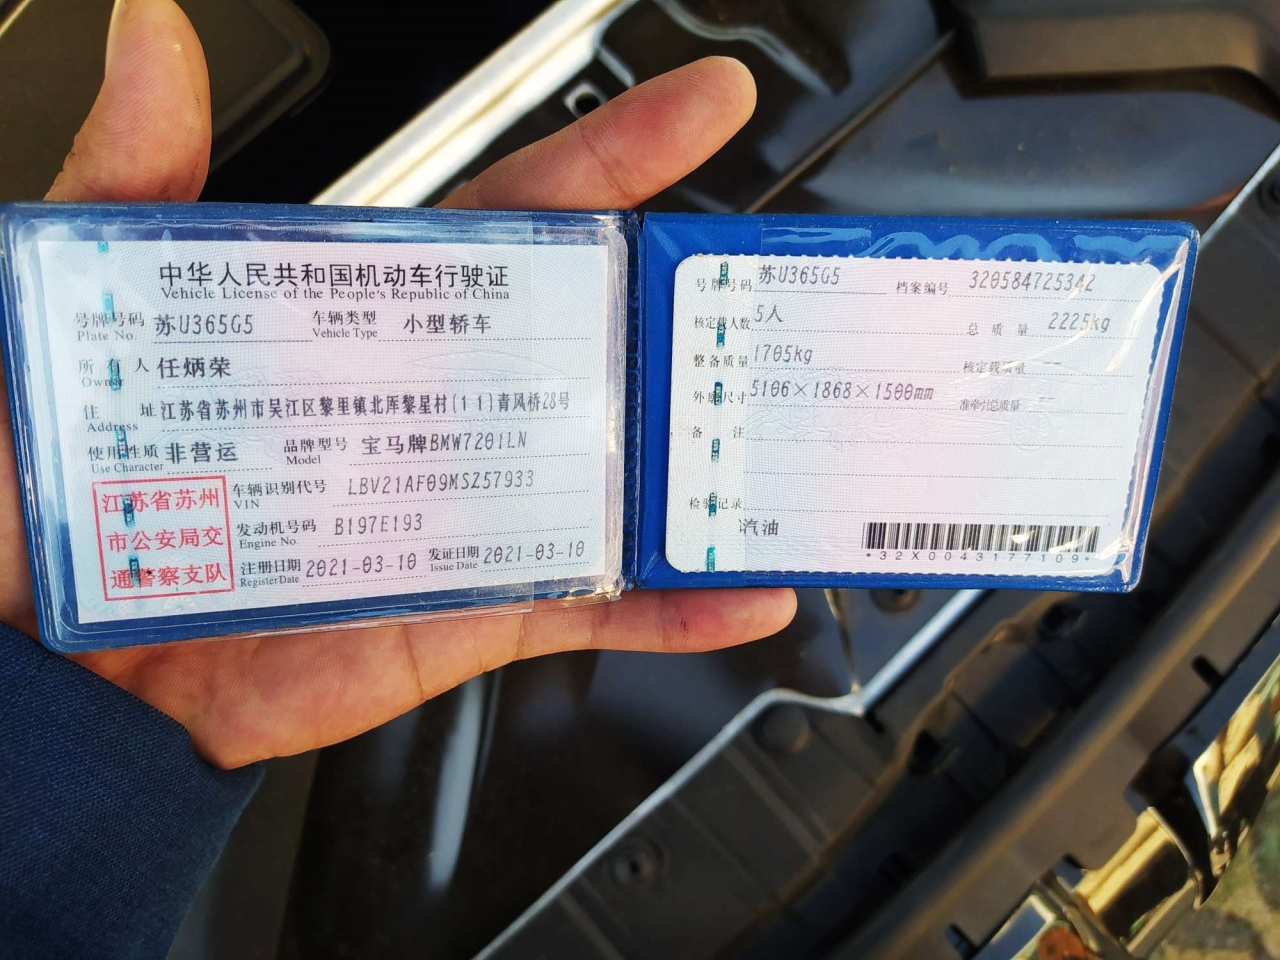 中华人民共和国机动车行驶证
Vehicle License of the People's Republic of China
号牌号码 苏U365G5 车辆类型 小型轿车
Plate No. Vehicle Type
所有人 任炳荣
Owner
住址 江苏省苏州市吴江区黎里镇北厍黎星村(11)青风桥28号
Address
使用性质 非营运 品牌型号 宝马牌BMW7201LN
Use Character Model
车辆识别代号 LBV21AF09MSZ57933
VIN
发动机号码 B197E193
Engine No.
注册日期 2021-03-10 发证日期 2021-03-10
Register Date Issue Date
江苏省苏州
市公安局交
通警察支队
号牌号码 苏U365G5 档案编号 320584725342
核定载人数 5人 总质量 2225kg
整备质量 1705kg 核定载质量 --
外廓尺寸 5106×1868×1500mm 准牵引总质量 --
备注
检验记录
汽油
*32X0043177109*